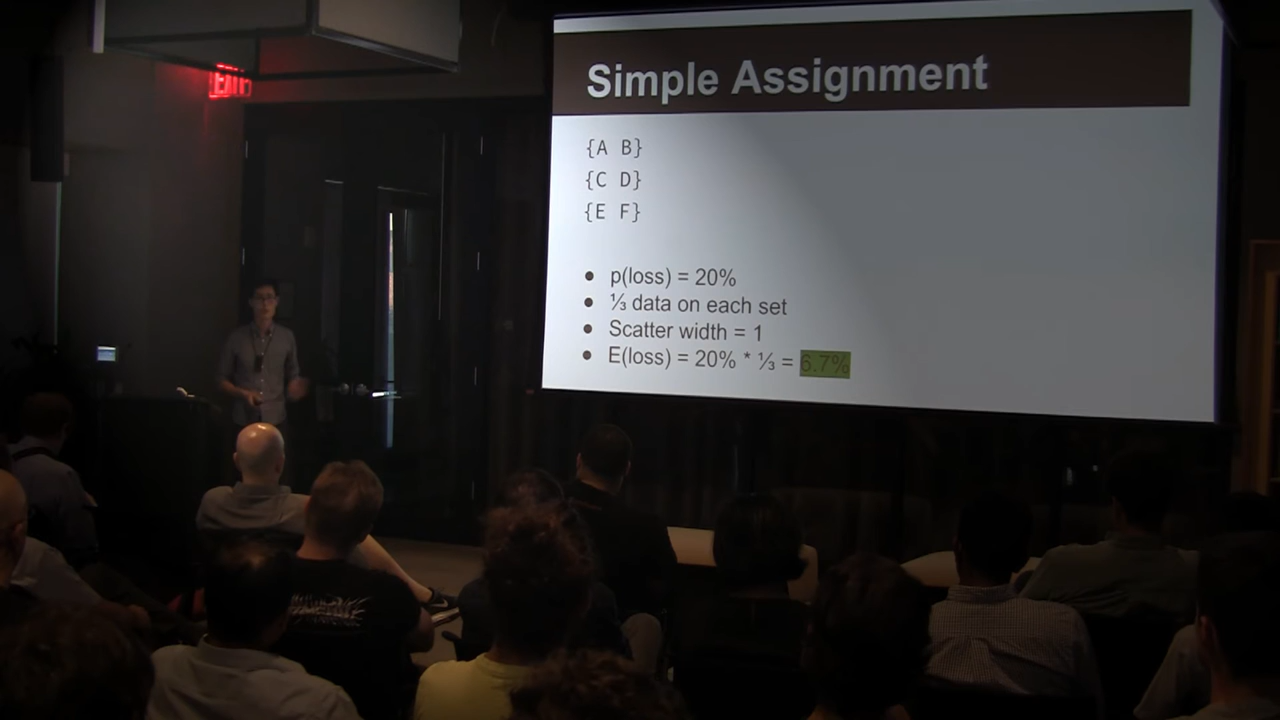 EXIT
Simple Assignment
{A B}
{C D}
{E F}
● p(loss) = 20%
● ⅓ data on each set
● Scatter width = 1
● E(loss) = 20% * ⅓ = 6.7%